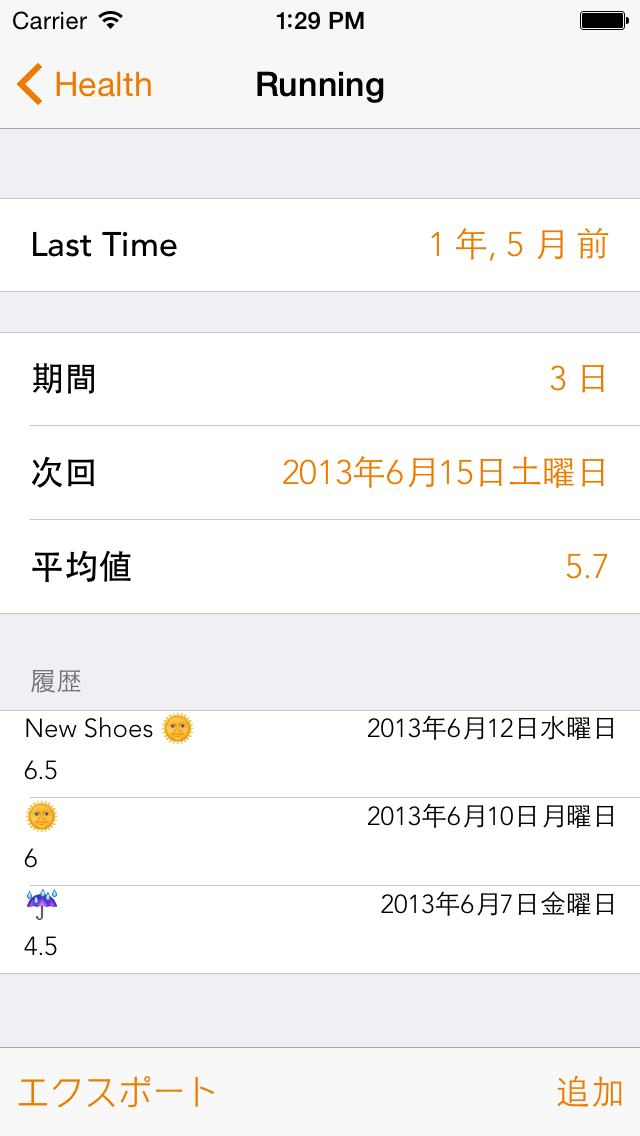 Carrier 1:29 PM
Health Running
Last Time 1 年, 5 月 前
期間 3 日
次回 2013年6月15日土曜日
平均値 5.7
履歴
New Shoes 🌞 2013年6月12日水曜日
6.5
🌞 2013年6月10日月曜日
6
☔ 2013年6月7日金曜日
4.5
エクスポート 追加